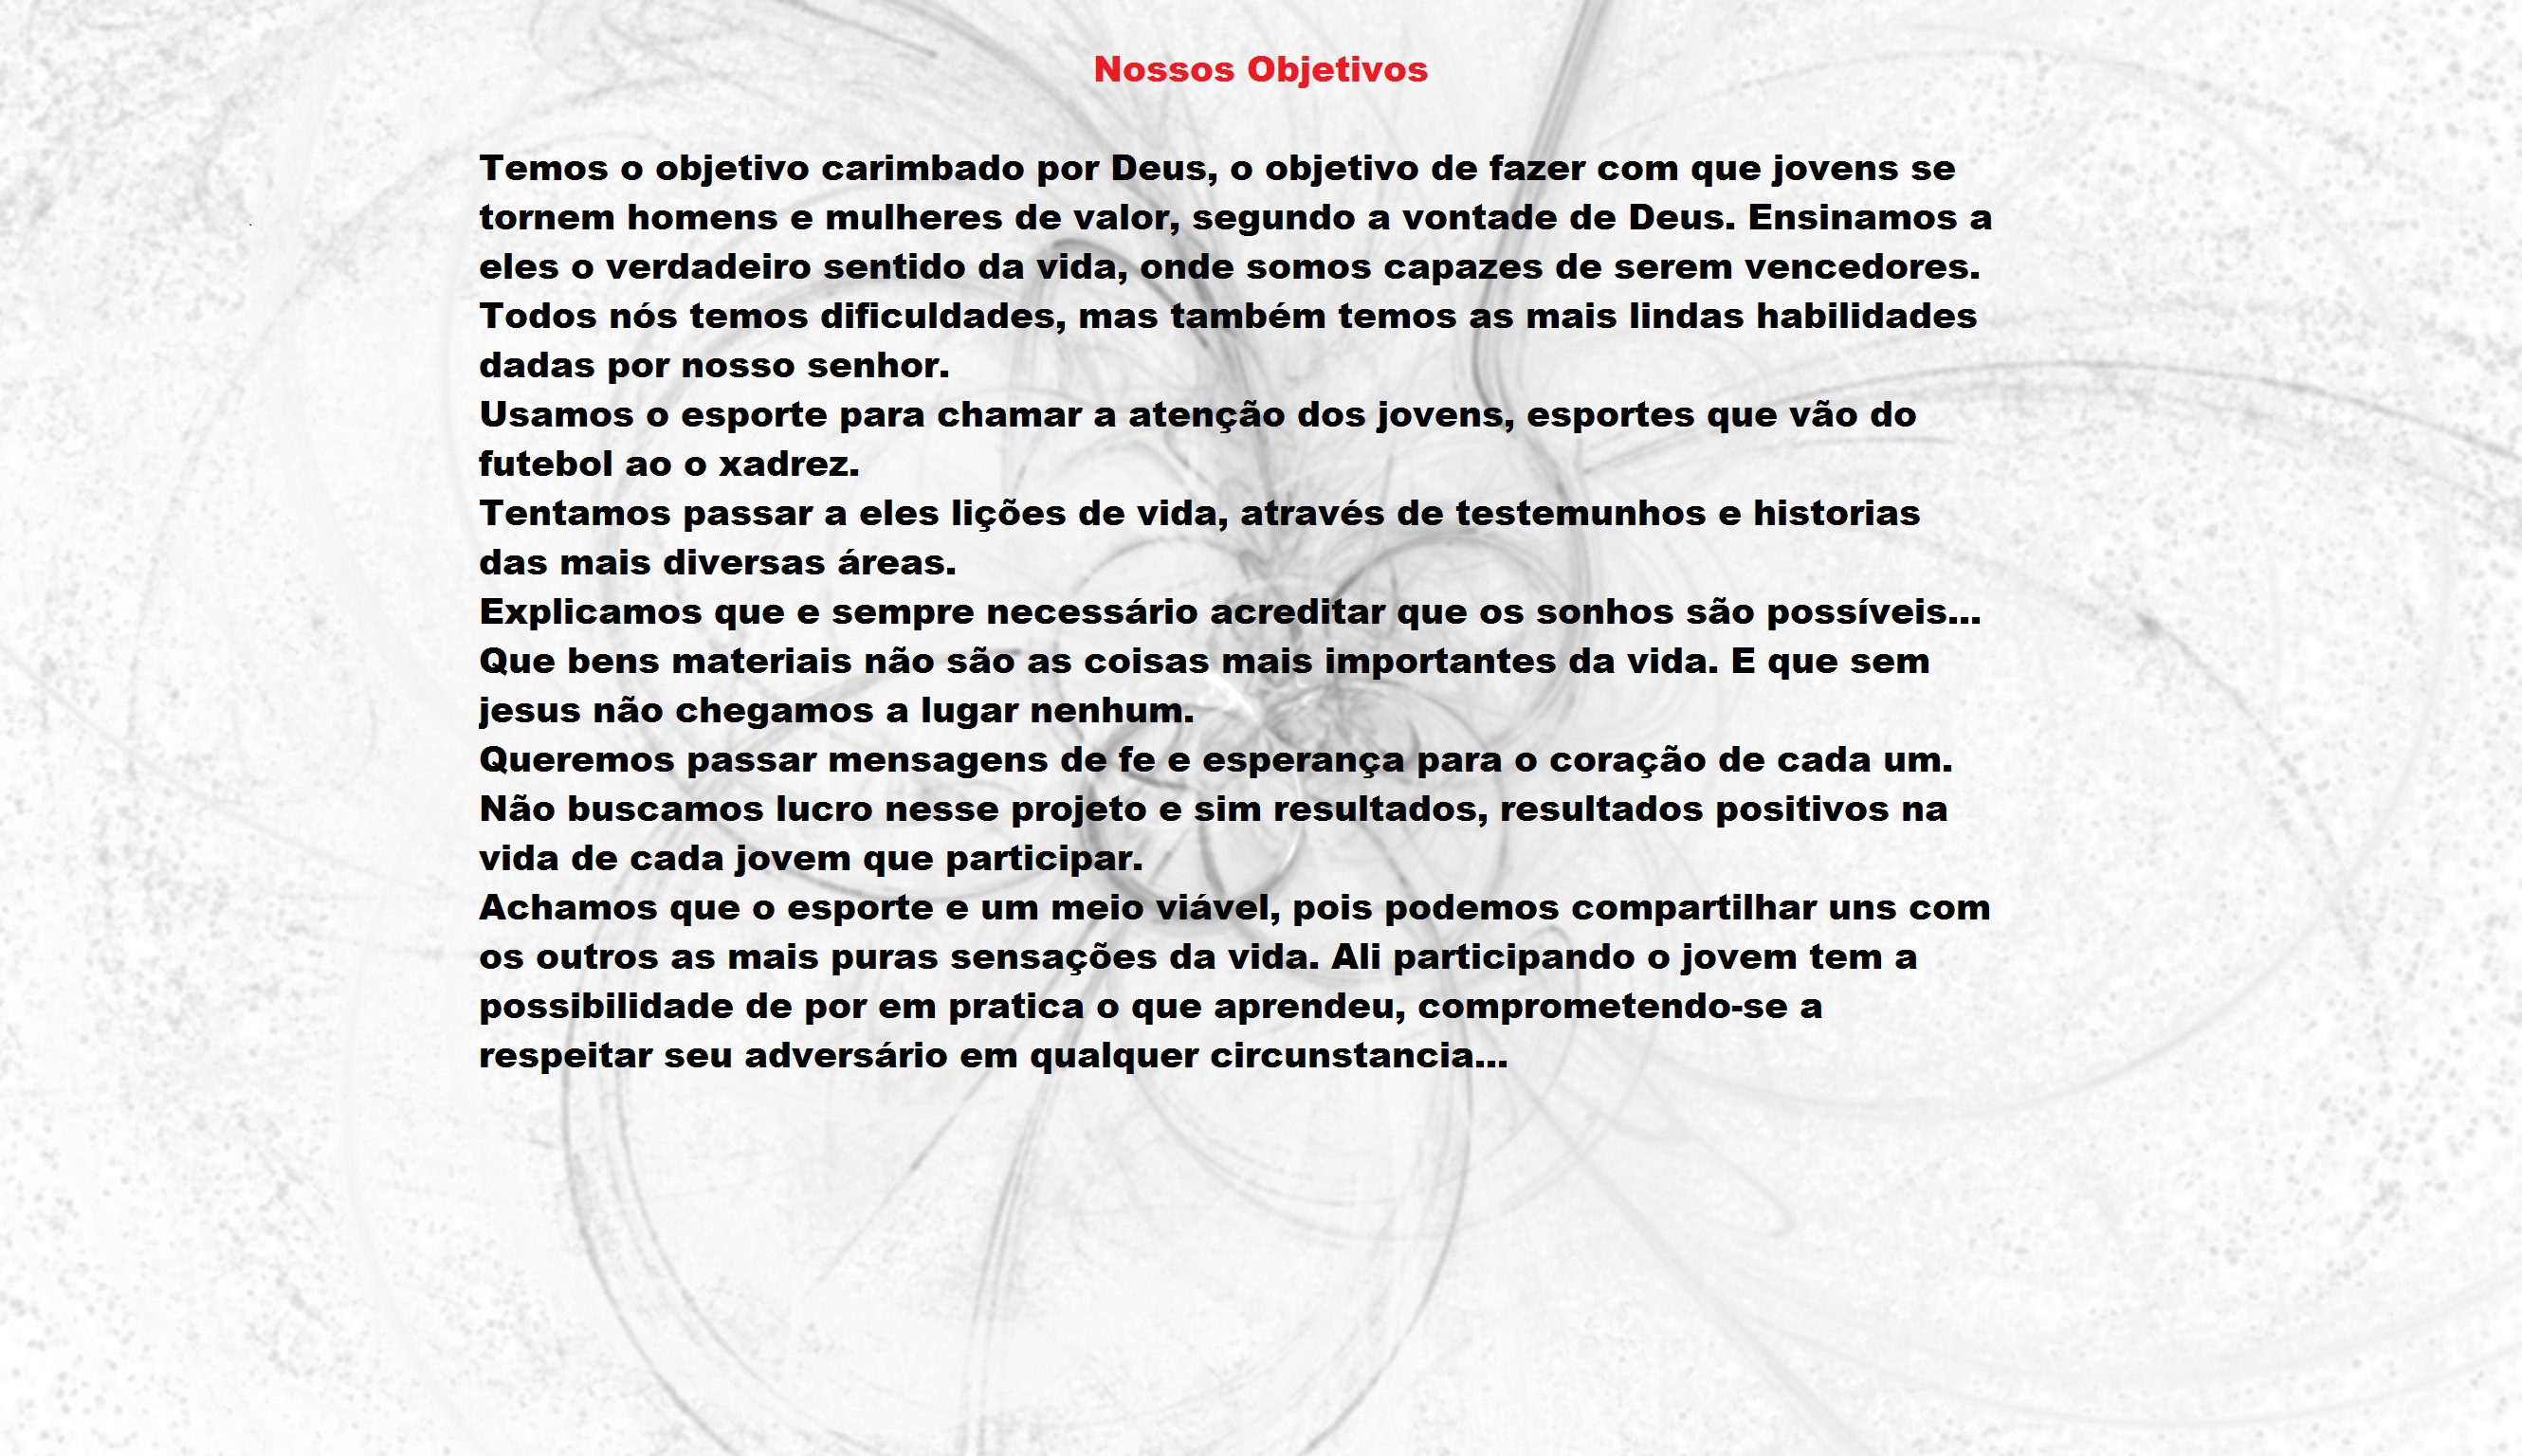 Nossos Objetivos
Temos o objetivo carimbado por Deus, o objetivo de fazer com que jovens se
tornem homens e mulheres de valor, segundo a vontade de Deus. Ensinamos a
eles o verdadeiro sentido da vida, onde somos capazes de serem vencedores.
Todos nós temos dificuldades, mas também temos as mais lindas habilidades
dadas por nosso senhor.
Usamos o esporte para chamar a atenção dos jovens, esportes que vão do
futebol ao o xadrez.
Tentamos passar a eles lições de vida, através de testemunhos e historias
das mais diversas áreas.
Explicamos que e sempre necessário acreditar que os sonhos são possíveis...
Que bens materiais não são as coisas mais importantes da vida. E que sem
jesus não chegamos a lugar nenhum.
Queremos passar mensagens de fe e esperança para o coração de cada um.
Não buscamos lucro nesse projeto e sim resultados, resultados positivos na
vida de cada jovem que participar.
Achamos que o esporte e um meio viável, pois podemos compartilhar uns com
os outros as mais puras sensações da vida. Ali participando o jovem tem a
possibilidade de por em pratica o que aprendeu, comprometendo-se a
respeitar seu adversário em qualquer circunstancia...